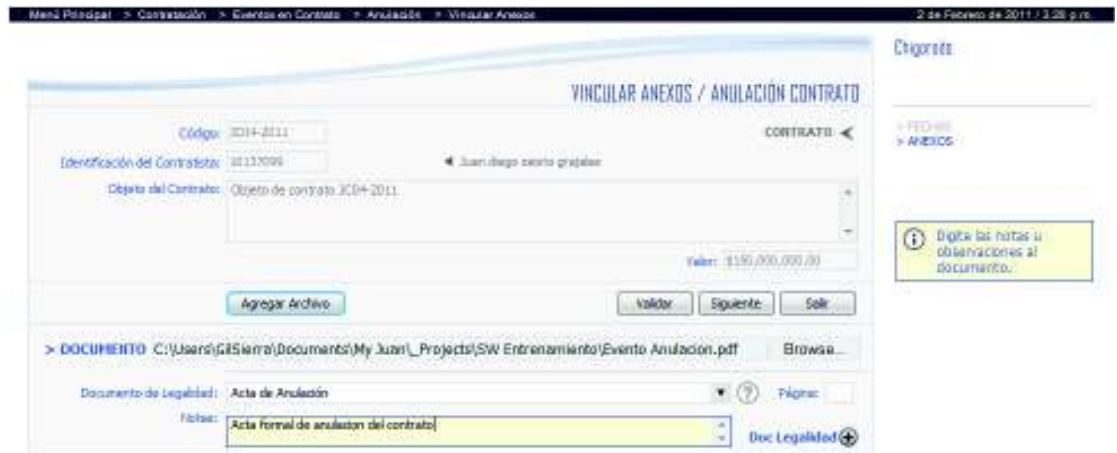 Menú Principal > Contratación > Eventos en Contrato > Anulación > Vincular Anexos
2 de Febrero de 2011 / 3:28 p.m.
Chigorodó
VINCULAR ANEXOS / ANULACIÓN CONTRATO
Código: JC04-2011
CONTRATO
> FECHAS
> ANEXOS
Identificación del Contratista:
Juan diego osorio grajales
Objeto del Contrato: Objeto de contrato JC04-2011
Digite las notas u observaciones al documento.
Valor: $150,000,000.00
Agregar Archivo Validar Siguiente Salir
> DOCUMENTO C:\Users\GilSierra\Documents\My Juan\_Projects\SW Entrenamiento\Evento Anulacion.pdf Browse...
Documento de Legalidad: Acta de Anulación ? Página:
Notas: Acta formal de anulacion del contrato
Doc Legalidad